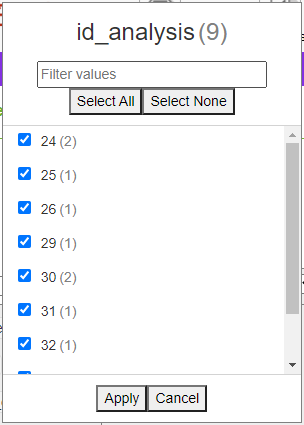 id_analysis (9)
Filter values
Select All Select None
24 (2)
25 (1)
26 (1)
29 (1)
30 (2)
31 (1)
32 (1)
Apply Cancel